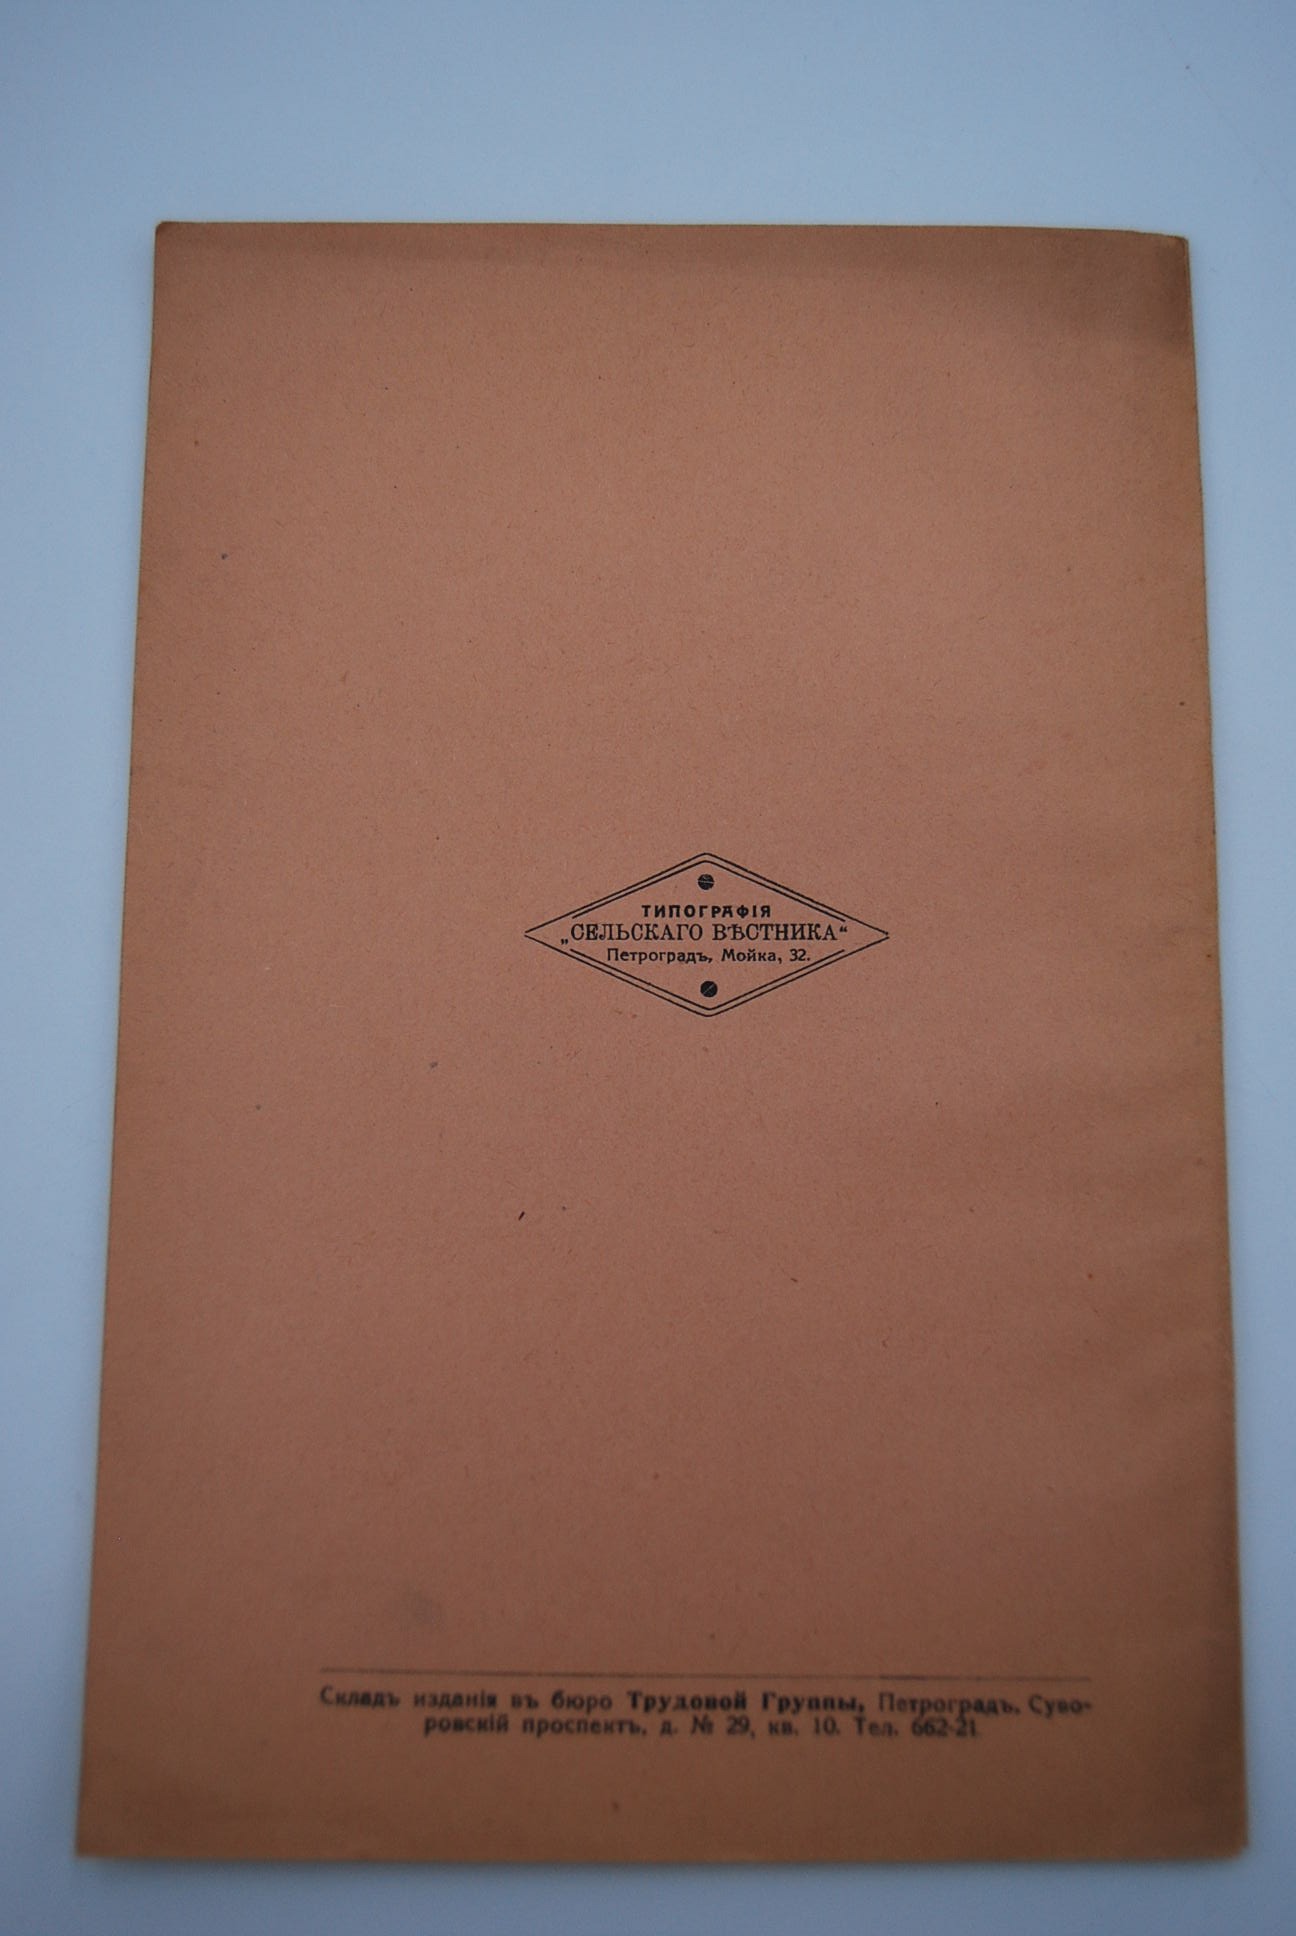 ТИПОГРАФІЯ
„СЕЛЬСКАГО ВѢСТНИКА“
Петроградъ, Мойка, 32.
Складъ изданія въ бюро Трудовой Группы, Петроградъ, Суво-
ровскій проспектъ, д. № 29, кв. 10. Тел. 662-21